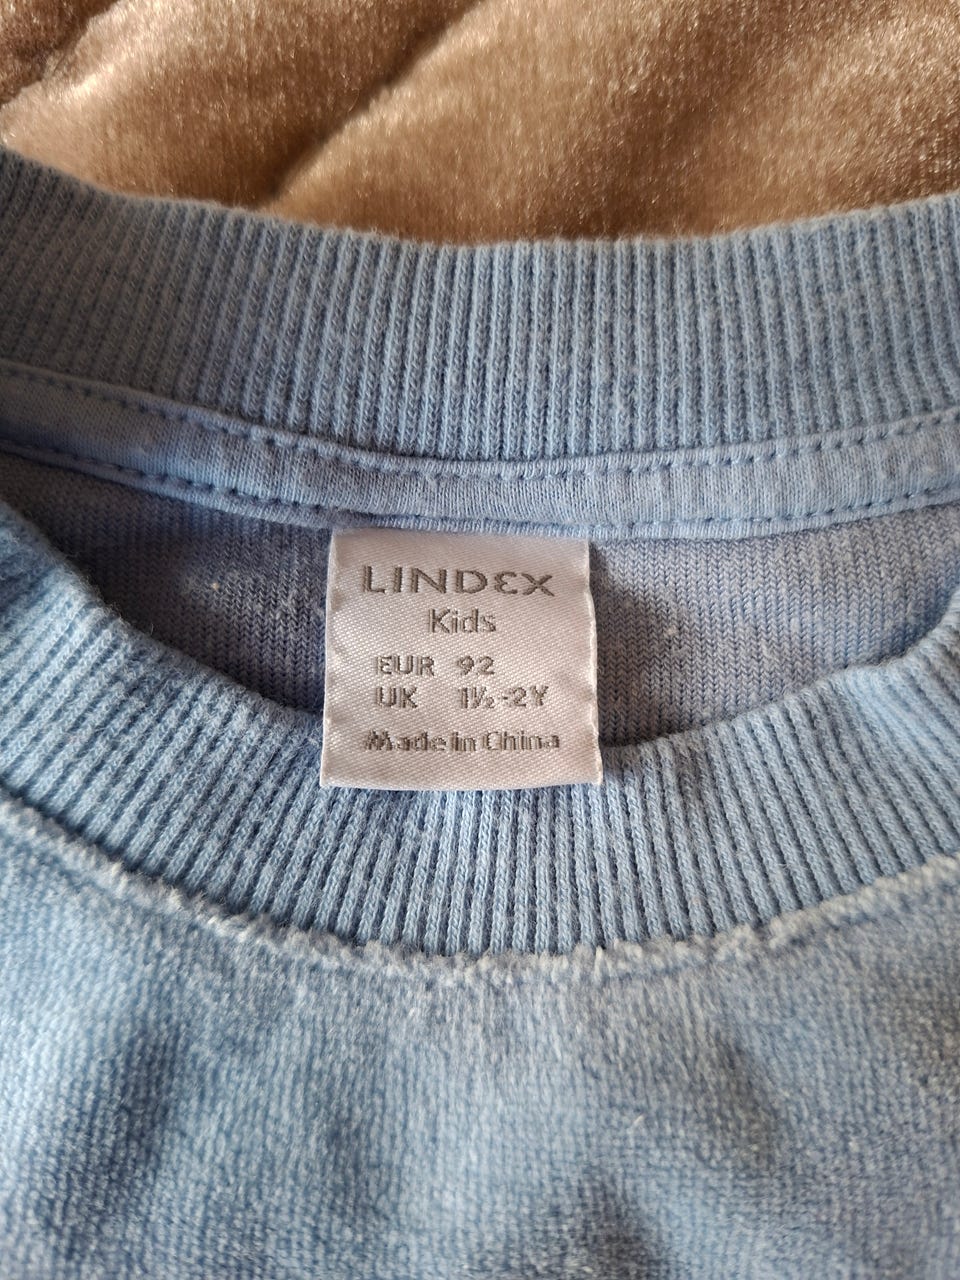 LINDEX
Kids
EUR 92
UK 1½-2Y
Made in China